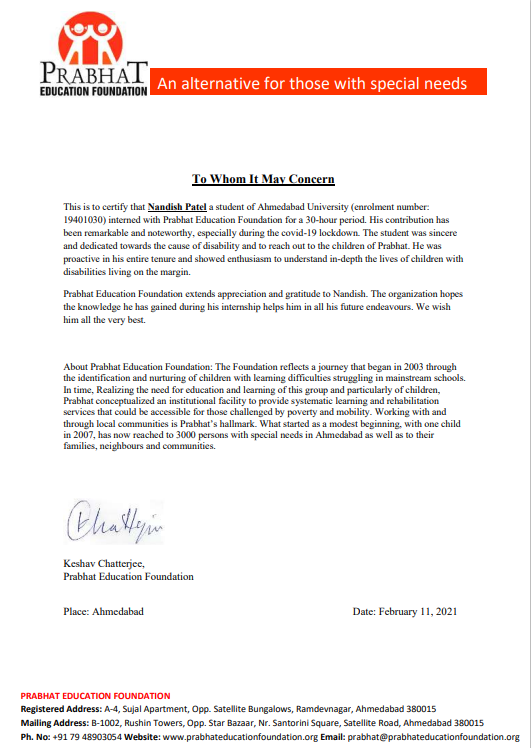 PRABHAT
EDUCATION FOUNDATION
An alternative for those with special needs
To Whom It May Concern
This is to certify that Nandish Patel a student of Ahmedabad University (enrolment number:
19401030) interned with Prabhat Education Foundation for a 30-hour period. His contribution has
been remarkable and noteworthy, especially during the covid-19 lockdown. The student was sincere
and dedicated towards the cause of disability and to reach out to the children of Prabhat. He was
proactive in his entire tenure and showed enthusiasm to understand in-depth the lives of children with
disabilities living on the margin.
Prabhat Education Foundation extends appreciation and gratitude to Nandish. The organization hopes
the knowledge he has gained during his internship helps him in all his future endeavours. We wish
him all the very best.
About Prabhat Education Foundation: The Foundation reflects a journey that began in 2003 through
the identification and nurturing of children with learning difficulties struggling in mainstream schools.
In time, Realizing the need for education and learning of this group and particularly of children,
Prabhat conceptualized an institutional facility to provide systematic learning and rehabilitation
services that could be accessible for those challenged by poverty and mobility. Working with and
through local communities is Prabhat's hallmark. What started as a modest beginning, with one child
in 2007, has now reached to 3000 persons with special needs in Ahmedabad as well as to their
families, neighbours and communities.
Keshav Chatterjee,
Prabhat Education Foundation
Place: Ahmedabad Date: February 11, 2021
PRABHAT EDUCATION FOUNDATION
Registered Address: A-4, Sujal Apartment, Opp. Satellite Bungalows, Ramdevnagar, Ahmedabad 380015
Mailing Address: B-1002, Rushin Towers, Opp. Star Bazaar, Nr. Santorini Square, Satellite Road, Ahmedabad 380015
Ph. No: +91 79 48903054 Website: www.prabhateducationfoundation.org Email: prabhat@prabhateducationfoundation.org